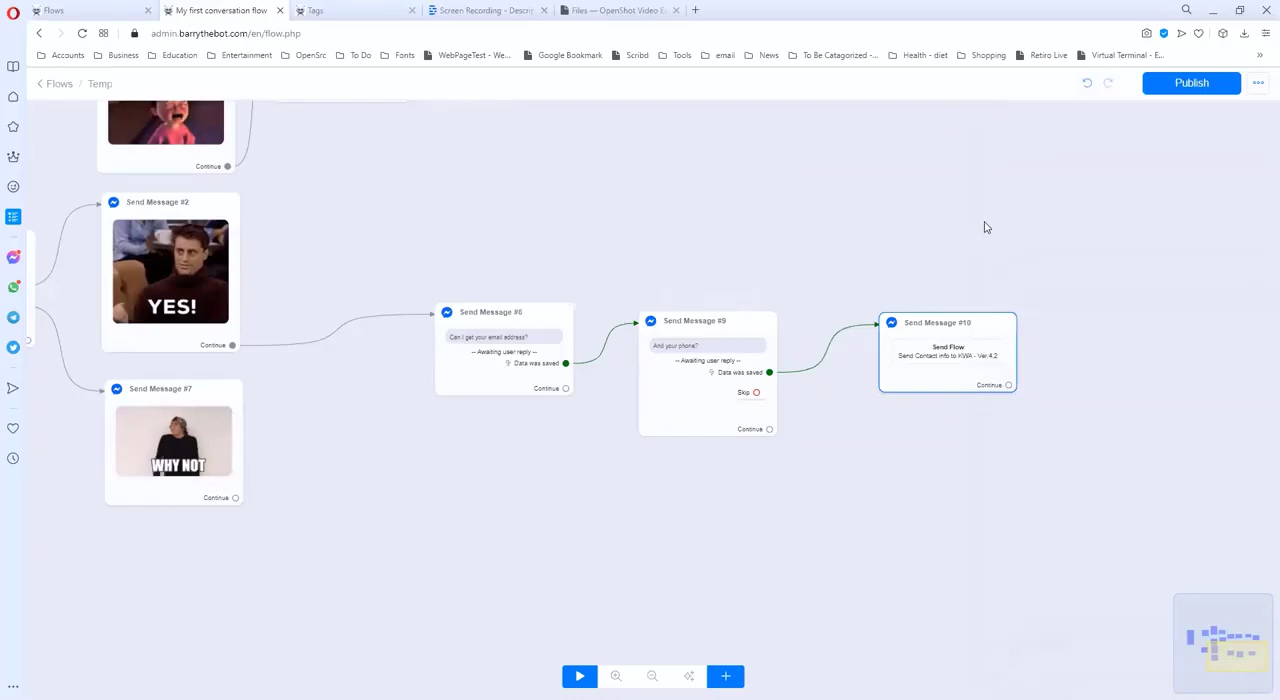 Flows
My first conversation flow
Tags
Screen Recording - Descri
Files — OpenShot Video E
admin.barrythebot.com/en/flow.php
Accounts
Business
Education
Entertainment
OpenSrc
To Do
Fonts
WebPageTest - We...
Google Bookmark
Scribd
Tools
email
To Be Catagorized -...
Health - diet
Shopping
News
Retiro Live
Virtual Terminal - E...
Flows / Temp
Publish
Continue
Send Message #2
YES!
Continue
Send Message #6
Can I get your email address?
-- Awaiting user reply --
Data was saved
Continue
Send Message #9
And your phone?
-- Awaiting user reply --
Data was saved
Skip
Continue
Send Message #10
Send Flow
Send Contact info to KWA - Ver.4.2
Continue
Send Message #7
WHY NOT
Continue